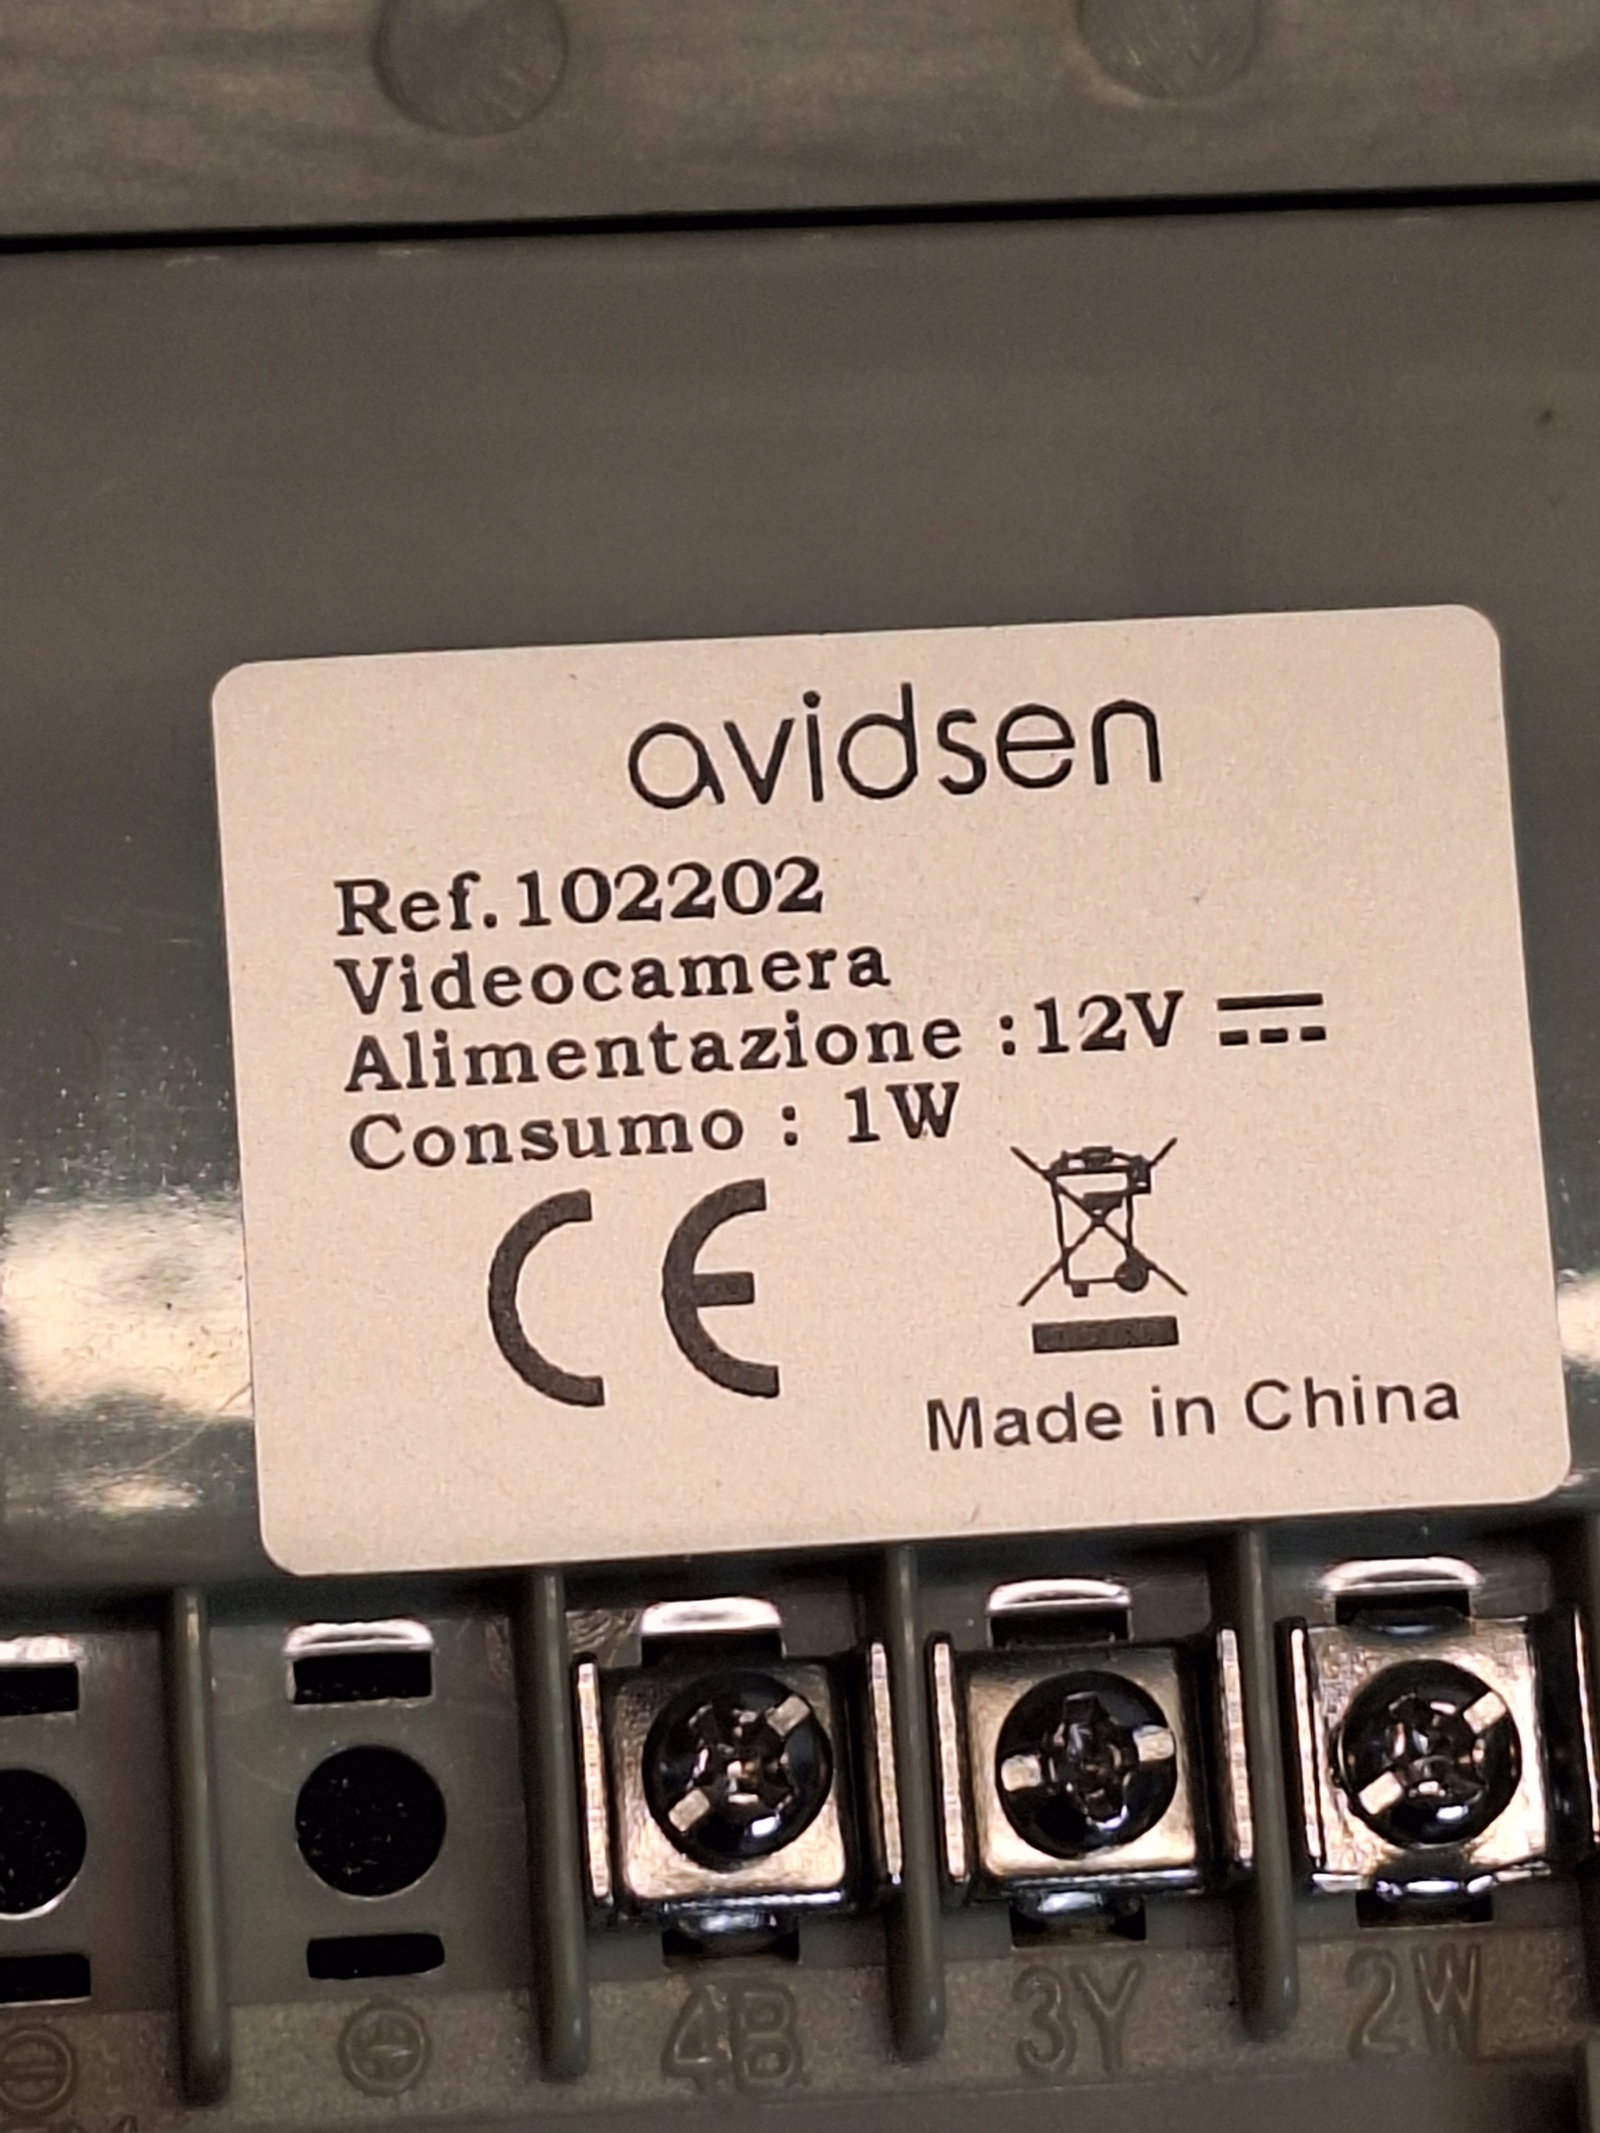 avidsen
Ref.102202
Videocamera
Alimentazione :12V
Consumo : 1W
CE
Made in China
4B 3Y 2W